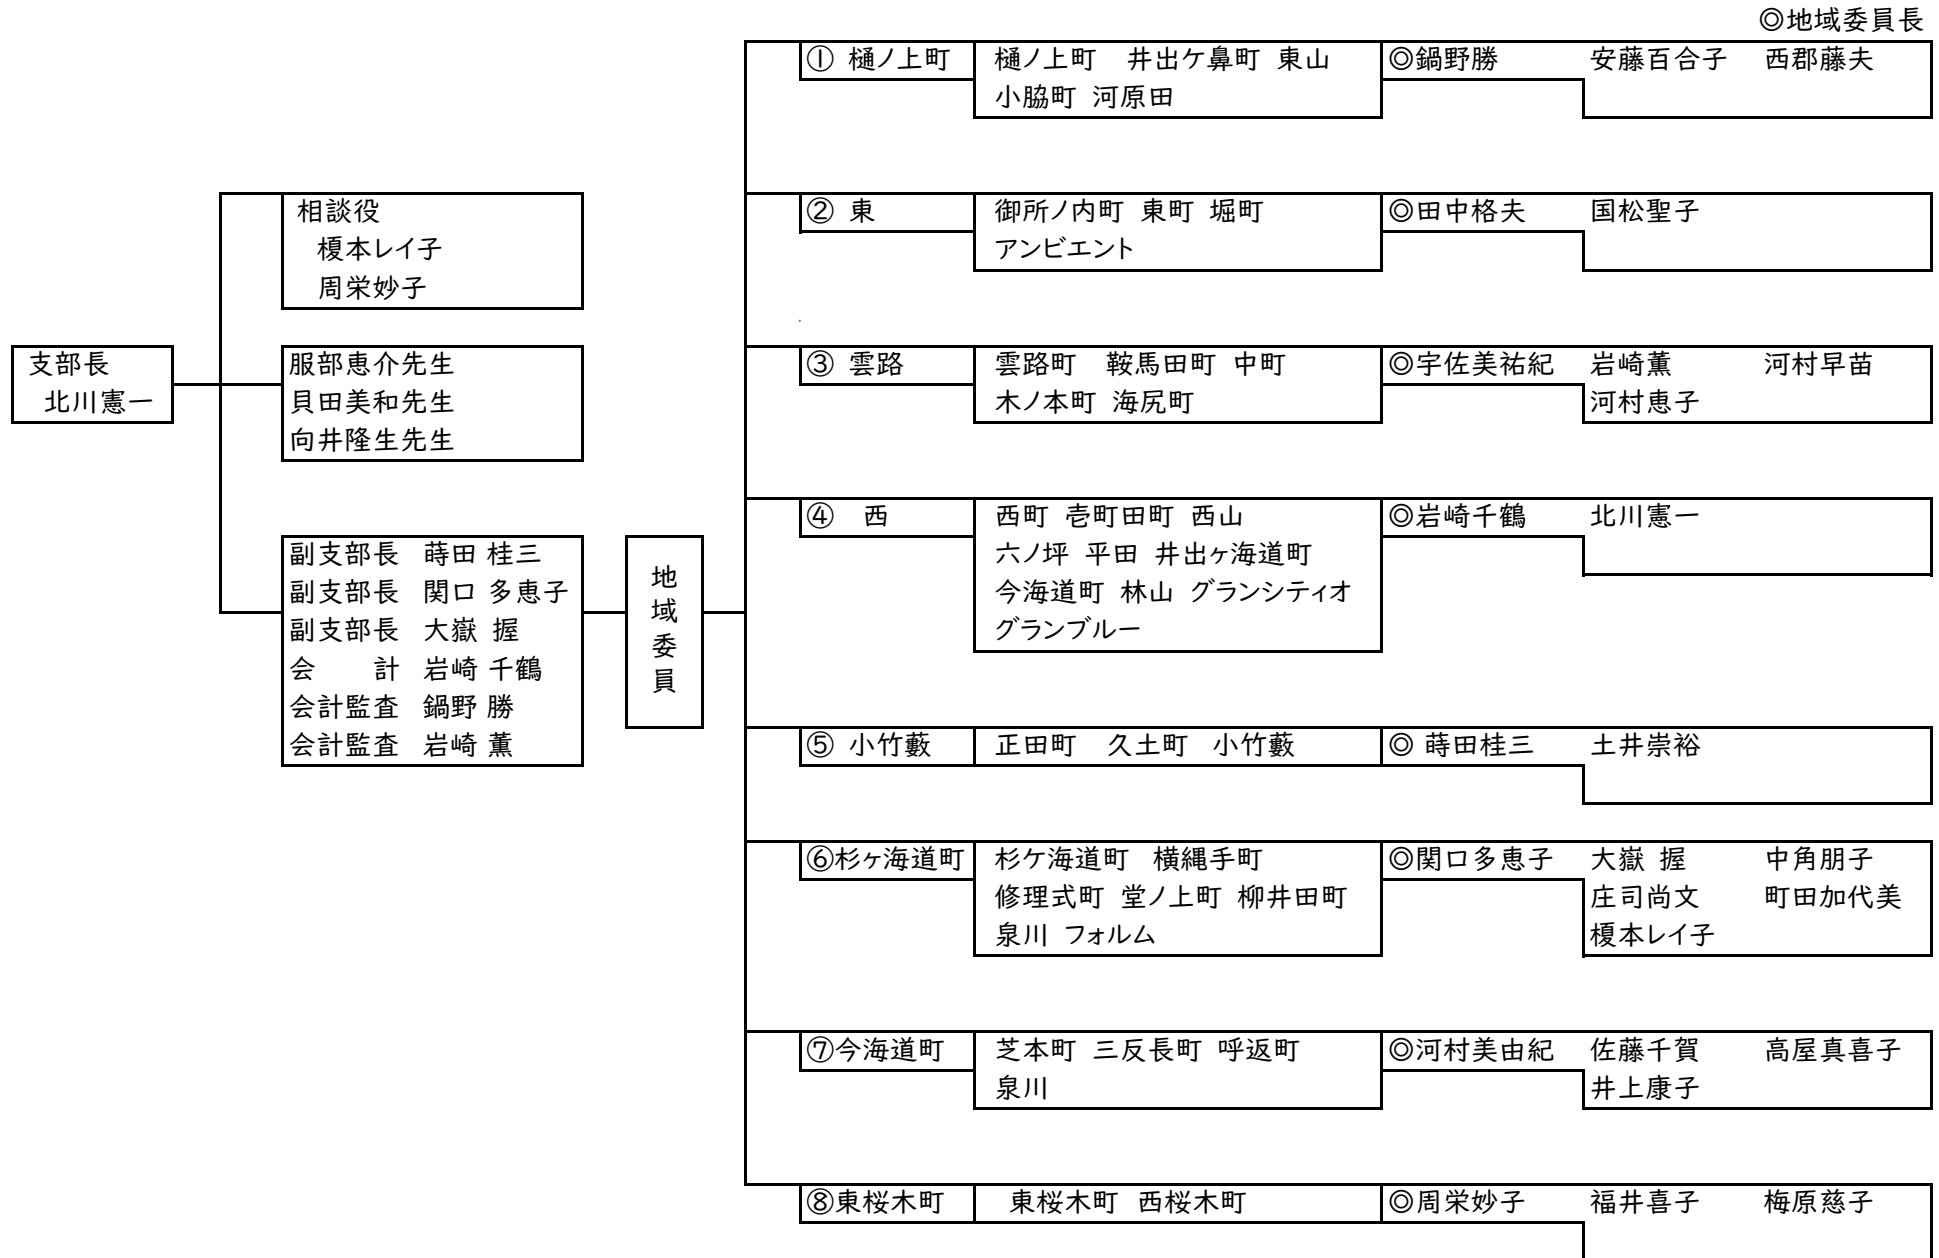 ◎地域委員長
支部長
北川憲一
相談役
榎本レイ子
周栄妙子
服部恵介先生
貝田美和先生
向井隆生先生
副支部長 蒔田 桂三
副支部長 関口 多恵子
副支部長 大嶽 握
会 計 岩崎 千鶴
会計監査 鍋野 勝
会計監査 岩崎 薫
地域委員
① 樋ノ上町 樋ノ上町 井出ケ鼻町 東山 ◎鍋野勝 安藤百合子 西郡藤夫
小脇町 河原田
② 東 御所ノ内町 東町 堀町 ◎田中格夫 国松聖子
アンビエント
③ 雲路 雲路町 鞍馬田町 中町 ◎宇佐美祐紀 岩崎薫 河村早苗
木ノ本町 海尻町 河村恵子
④ 西 西町 壱町田町 西山 ◎岩崎千鶴 北川憲一
六ノ坪 平田 井出ヶ海道町
今海道町 林山 グランシティオ
グランブルー
⑤ 小竹藪 正田町 久土町 小竹藪 ◎ 蒔田桂三 土井崇裕
⑥杉ヶ海道町 杉ケ海道町 横縄手町 ◎関口多恵子 大嶽 握 中角朋子
修理式町 堂ノ上町 柳井田町 庄司尚文 町田加代美
泉川 フォルム 榎本レイ子
⑦今海道町 芝本町 三反長町 呼返町 ◎河村美由紀 佐藤千賀 高屋真喜子
泉川 井上康子
⑧東桜木町 東桜木町 西桜木町 ◎周栄妙子 福井喜子 梅原慈子